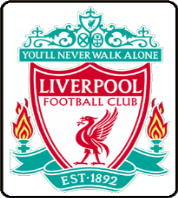 YOU'LL NEVER WALK ALONE
LIVERPOOL
FOOTBALL CLUB
EST·1892